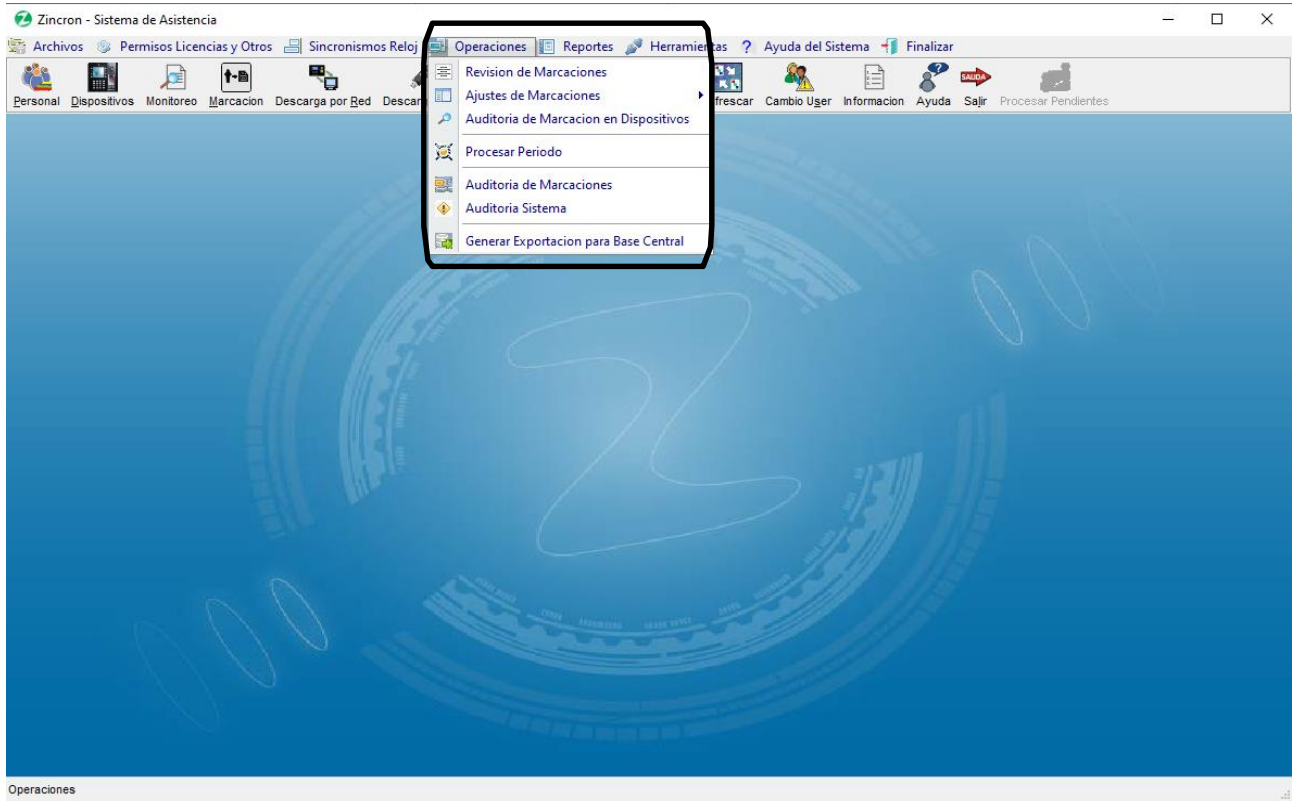 Zincron - Sistema de Asistencia
Archivos Permisos Licencias y Otros Sincronismos Reloj Operaciones Reportes Herramientas ? Ayuda del Sistema Finalizar
Personal Dispositivos Monitoreo Marcacion Descarga por Red Cambio User Informacion Ayuda Salir Procesar Pendientes
SALIDA
Revision de Marcaciones
Ajustes de Marcaciones
Auditoria de Marcacion en Dispositivos
Procesar Periodo
Auditoria de Marcaciones
Auditoria Sistema
Generar Exportacion para Base Central
Operaciones